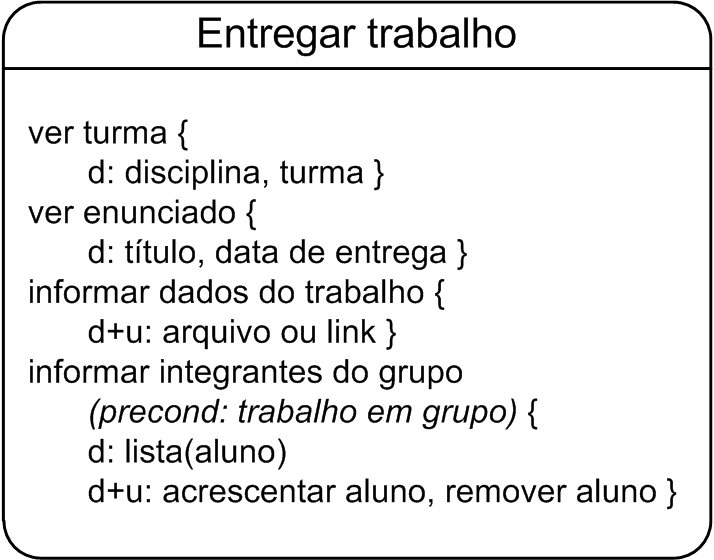 Entregar trabalho
ver turma {
d: disciplina, turma }
ver enunciado {
d: título, data de entrega }
informar dados do trabalho {
d+u: arquivo ou link }
informar integrantes do grupo
(precond: trabalho em grupo) {
d: lista(aluno)
d+u: acrescentar aluno, remover aluno }